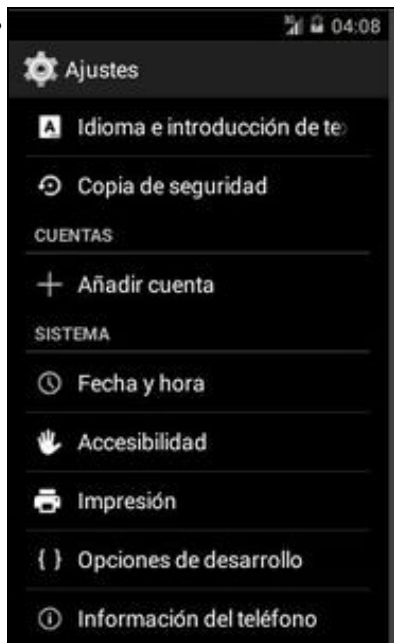 04:08
Ajustes
Idioma e introducción de te
Copia de seguridad
CUENTAS
Añadir cuenta
SISTEMA
Fecha y hora
Accesibilidad
Impresión
{ } Opciones de desarrollo
Información del teléfono